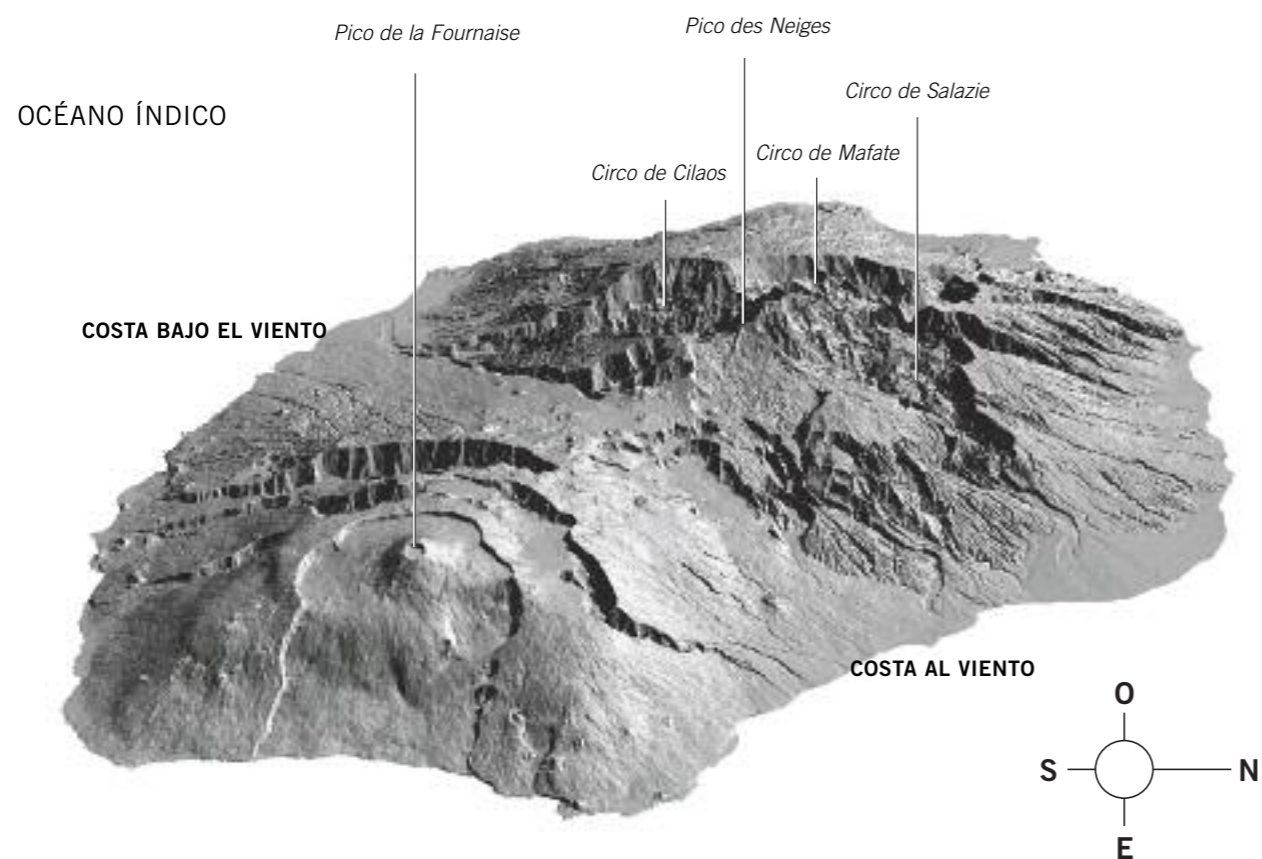 Pico de la Fournaise
Pico des Neiges
OCÉANO ÍNDICO
Circo de Salazie
Circo de Mafate
Circo de Cilaos
COSTA BAJO EL VIENTO
COSTA AL VIENTO
O
S
N
E